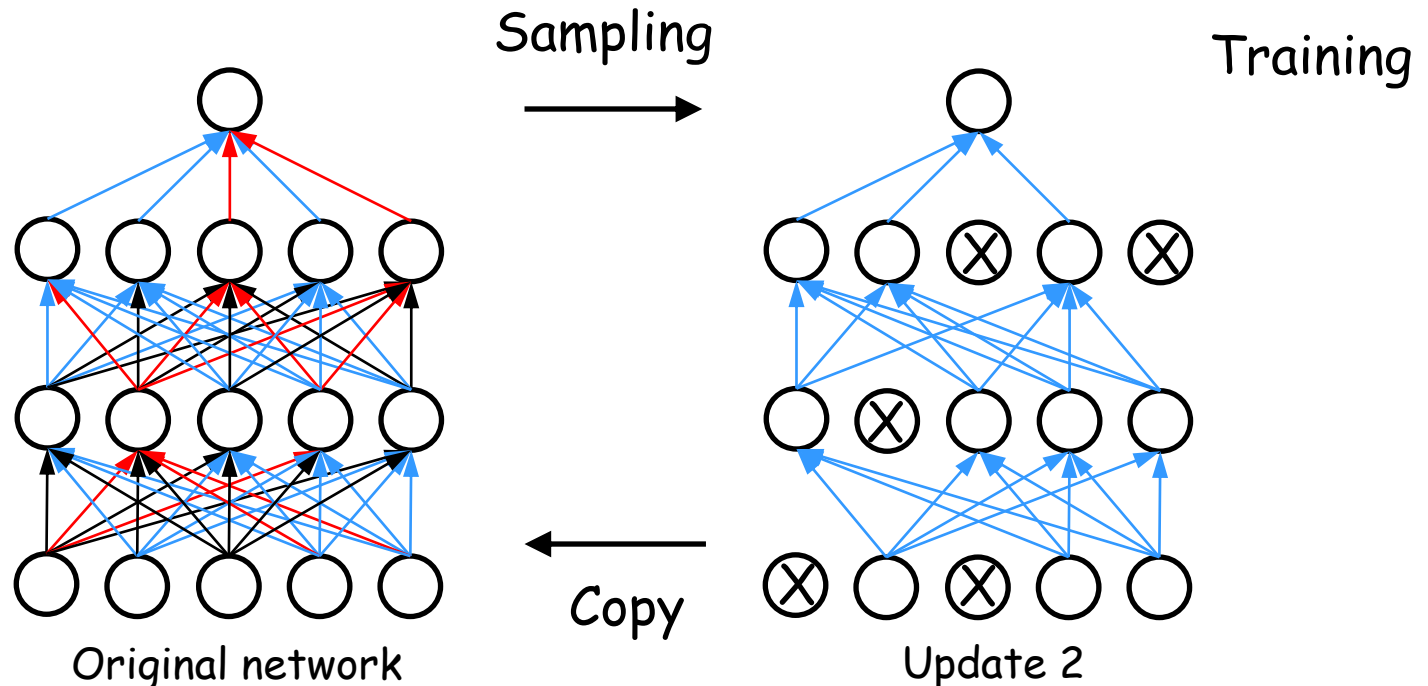 Sampling
Training
X
X
X
X
X
Copy
Original network
Update 2